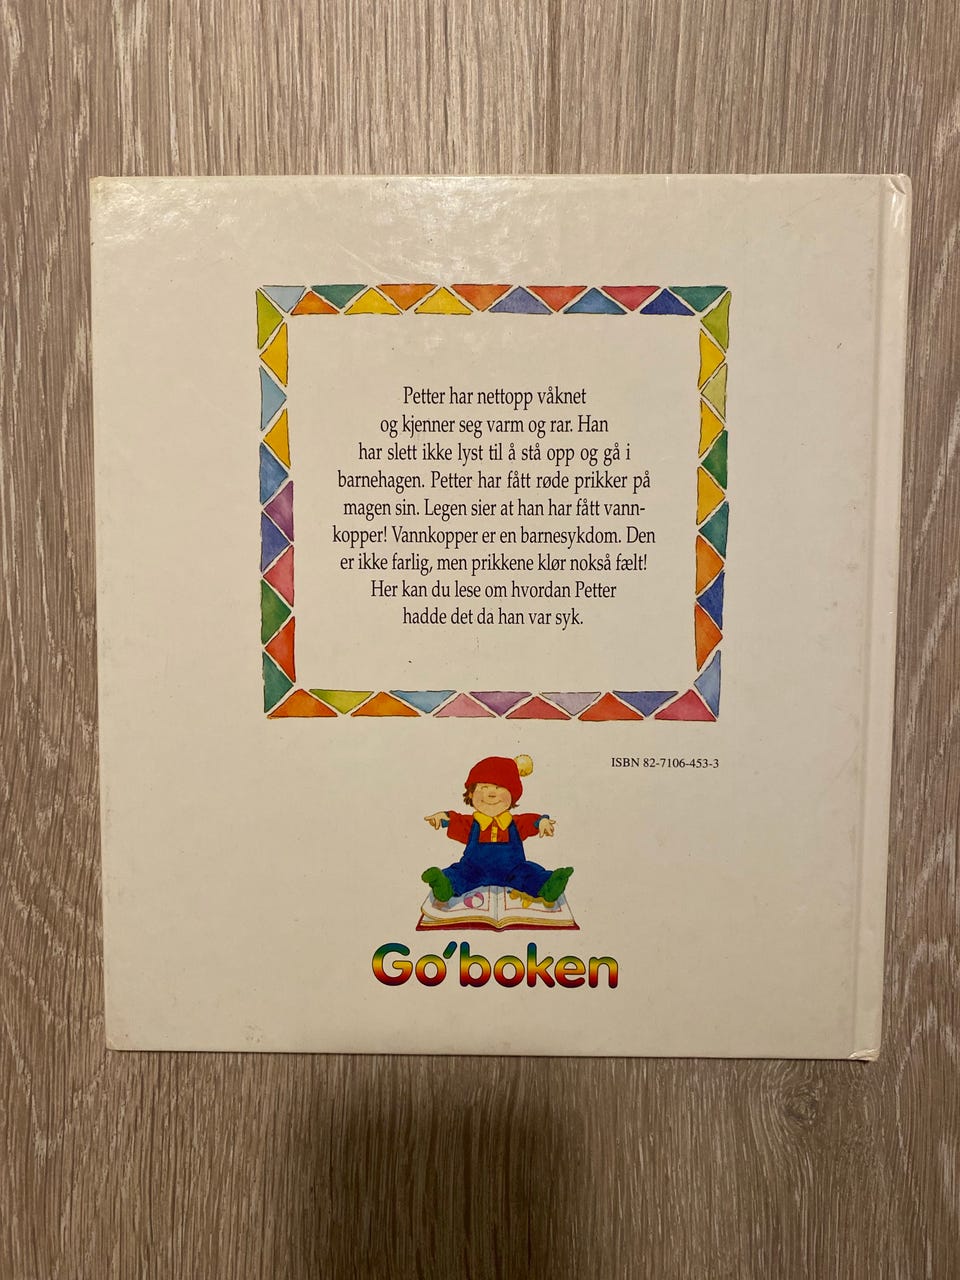 Petter har nettopp våknet
og kjenner seg varm og rar. Han
har slett ikke lyst til å stå opp og gå i
barnehagen. Petter har fått røde prikker på
magen sin. Legen sier at han har fått vann-
kopper! Vannkopper er en barnesykdom. Den
er ikke farlig, men prikkene klør nokså fælt!
Her kan du lese om hvordan Petter
hadde det da han var syk.
ISBN 82-7106-453-3
Go'boken